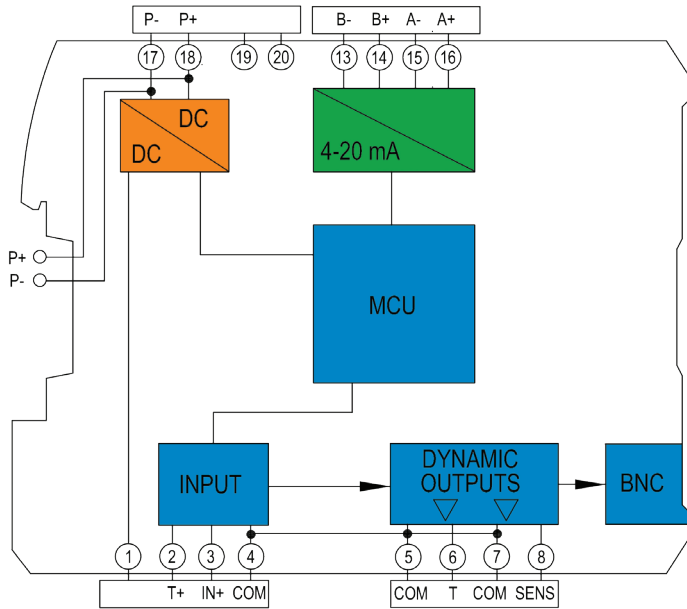 P- P+ B- B+ A- A+
17 18 19 20 13 14 15 16
DC
DC
4-20 mA
P+
P-
MCU
INPUT
DYNAMIC
OUTPUTS
BNC
1 2 3 4 5 6 7 8
T+ IN+ COM COM T COM SENS